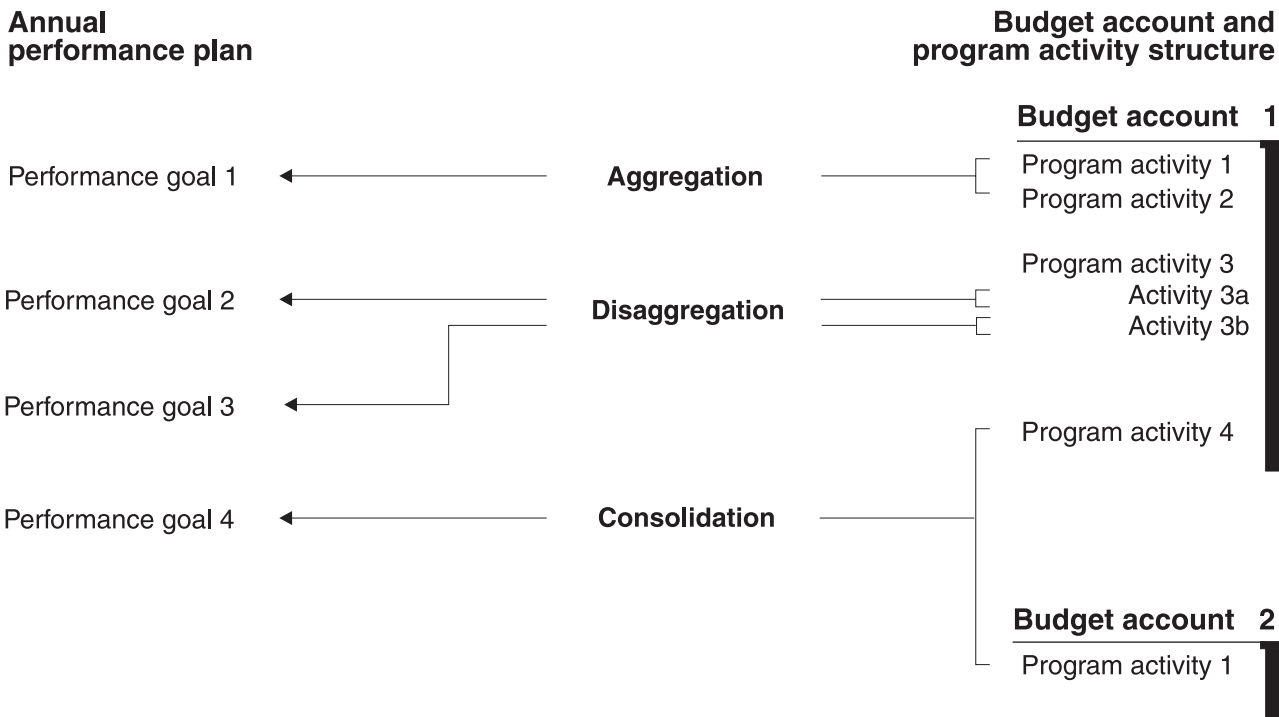 Annual
performance plan
Budget account and
program activity structure
Budget account 1
Performance goal 1
Aggregation
Program activity 1
Program activity 2
Program activity 3
Performance goal 2
Disaggregation
Activity 3a
Activity 3b
Performance goal 3
Program activity 4
Performance goal 4
Consolidation
Budget account 2
Program activity 1